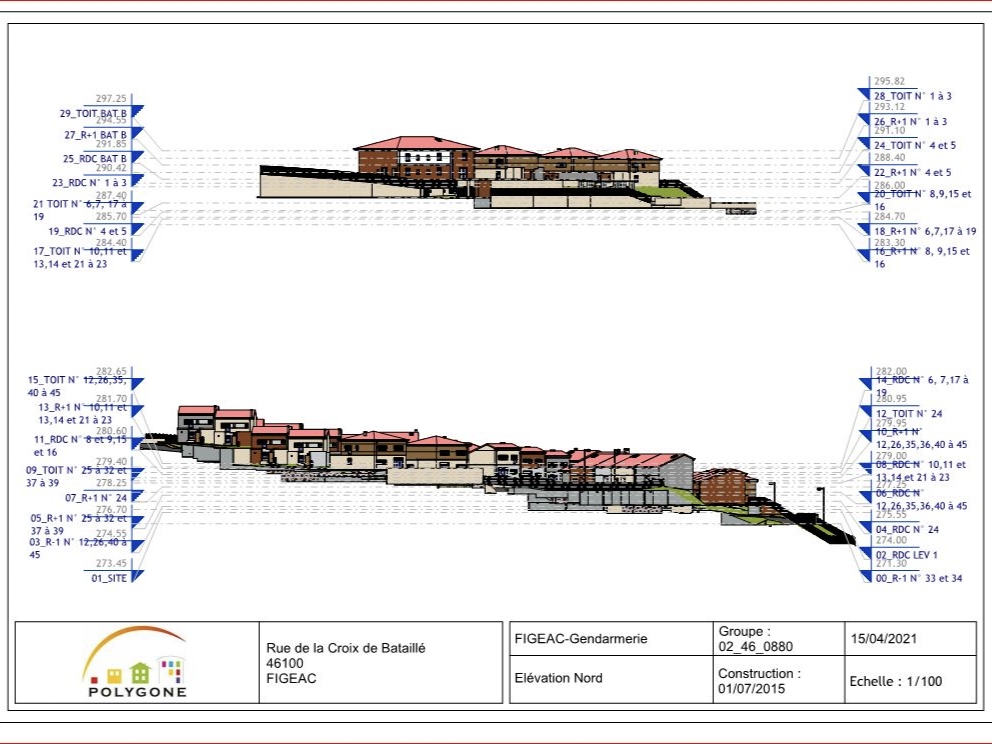 297.25
29_TOIT BAT B
294.55
27_R+1 BAT B
291.85
25_RDC BAT B
290.42
23_RDC N° 1 à 3
287.40
21 TOIT N° 6,7, 17 à
19
285.70
19_RDC N° 4 et 5
284.40
17_TOIT N° 10,11 et
13,14 et 21 à 23
295.82
28_TOIT N° 1 à 3
293.12
26_R+1 N° 1 à 3
291.10
24_TOIT N° 4 et 5
288.40
22_R+1 N° 4 et 5
286.00
20_TOIT N° 8,9,15 et
16
284.70
18_R+1 N° 6,7,17 à 19
283.30
16_R+1 N° 8, 9,15 et
16
282.65
15_TOIT N° 12,26,35,
40 à 45
281.70
13_R+1 N° 10,11 et
13,14 et 21 à 23
280.60
11_RDC N° 8 et 9,15
et 16
279.40
09_TOIT N° 25 à 32 et
37 à 39
278.25
07_R+1 N° 24
276.70
05_R+1 N° 25 à 32 et
37 à 39
274.55
03_R-1 N° 12,26,40 à
45
273.45
01_SITE
282.00
14_RDC N° 6, 7,17 à
19
280.95
12_TOIT N° 24
279.95
10_R+1 N°
12,26,35,36,40 à 45
279.00
08_RDC N° 10,11 et
13,14 et 21 à 23
277.25
06_RDC N°
12,26,35,36,40 à 45
275.55
04_RDC N° 24
274.00
02_RDC LEV 1
271.30
00_R-1 N° 33 et 34
POLYGONE
Rue de la Croix de Bataillé
46100
FIGEAC
FIGEAC-Gendarmerie
Elévation Nord
Groupe :
02_46_0880
Construction :
01/07/2015
15/04/2021
Echelle : 1/100